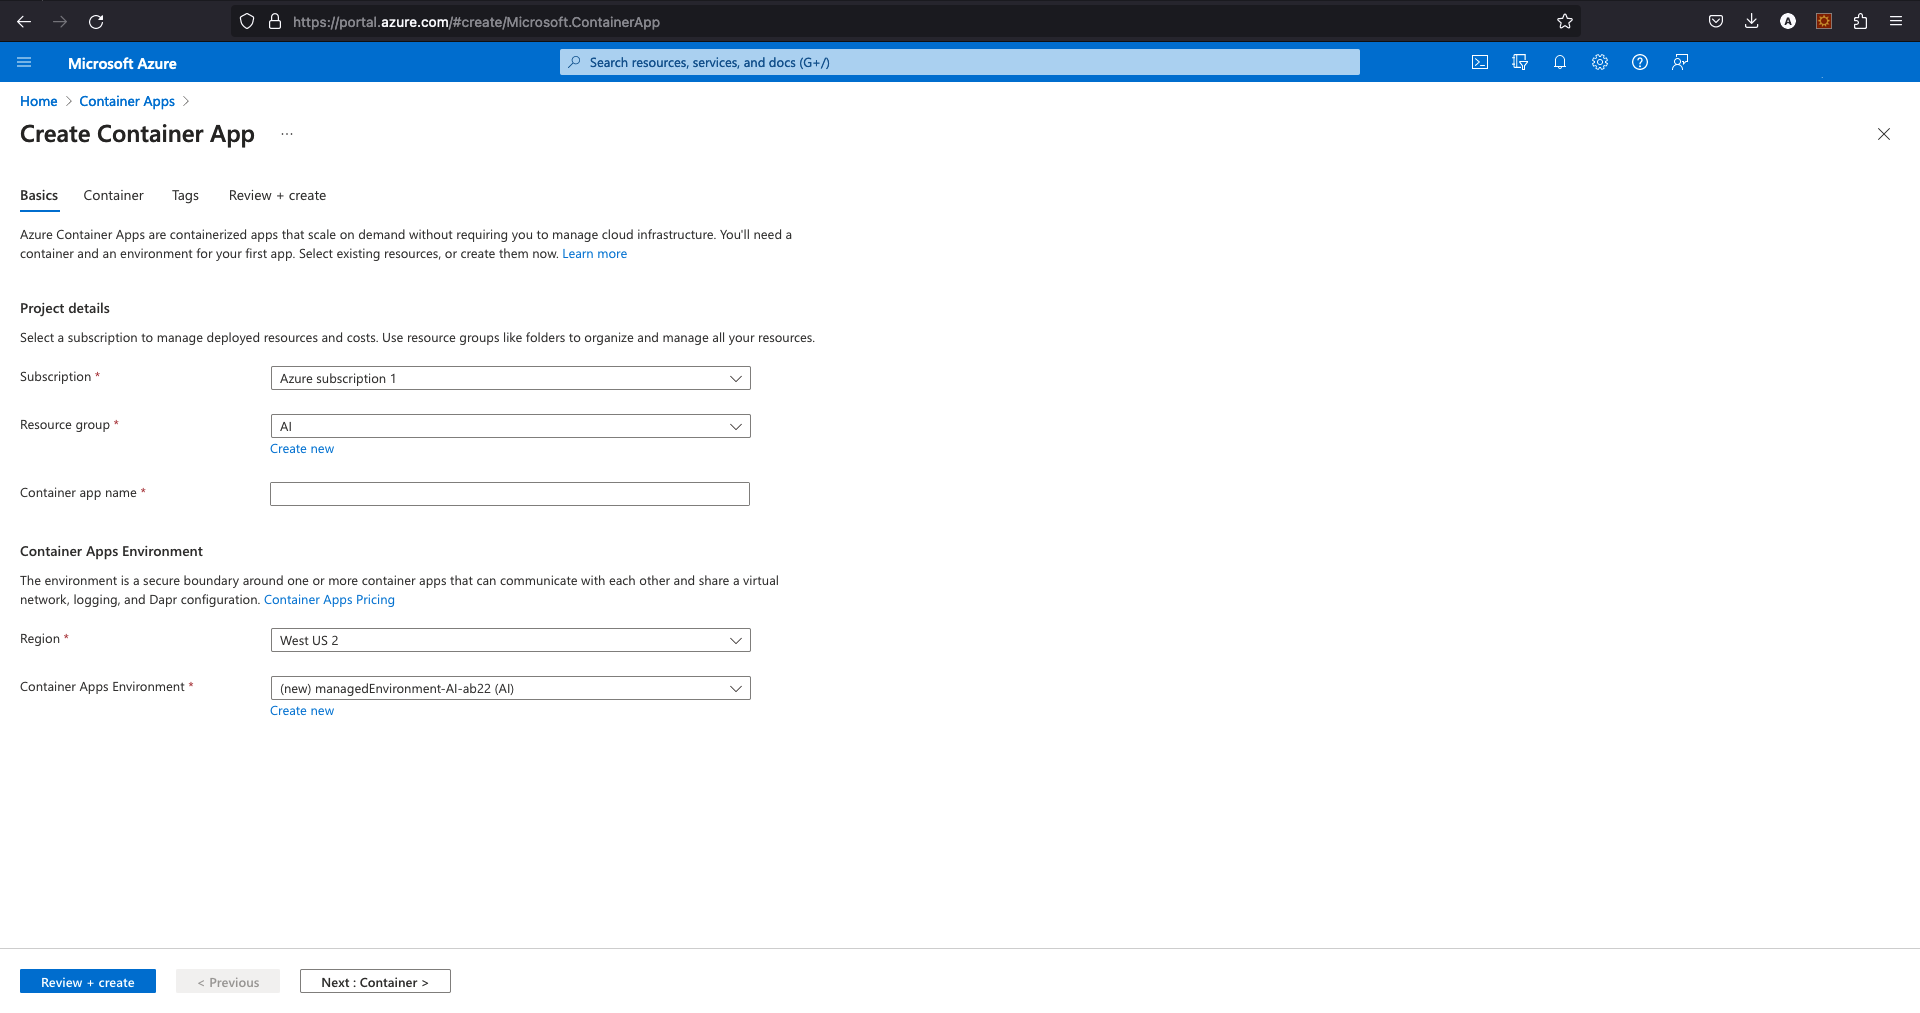 https://portal.azure.com/#create/Microsoft.ContainerApp
A
Microsoft Azure
Search resources, services, and docs (G+/)
Home > Container Apps >
Create Container App ...
Basics Container Tags Review + create
Azure Container Apps are containerized apps that scale on demand without requiring you to manage cloud infrastructure. You'll need a
container and an environment for your first app. Select existing resources, or create them now. Learn more
Project details
Select a subscription to manage deployed resources and costs. Use resource groups like folders to organize and manage all your resources.
Subscription * Azure subscription 1
Resource group * AI
Create new
Container app name *
Container Apps Environment
The environment is a secure boundary around one or more container apps that can communicate with each other and share a virtual
network, logging, and Dapr configuration. Container Apps Pricing
Region * West US 2
Container Apps Environment * (new) managedEnvironment-AI-ab22 (AI)
Create new
Review + create < Previous Next : Container >